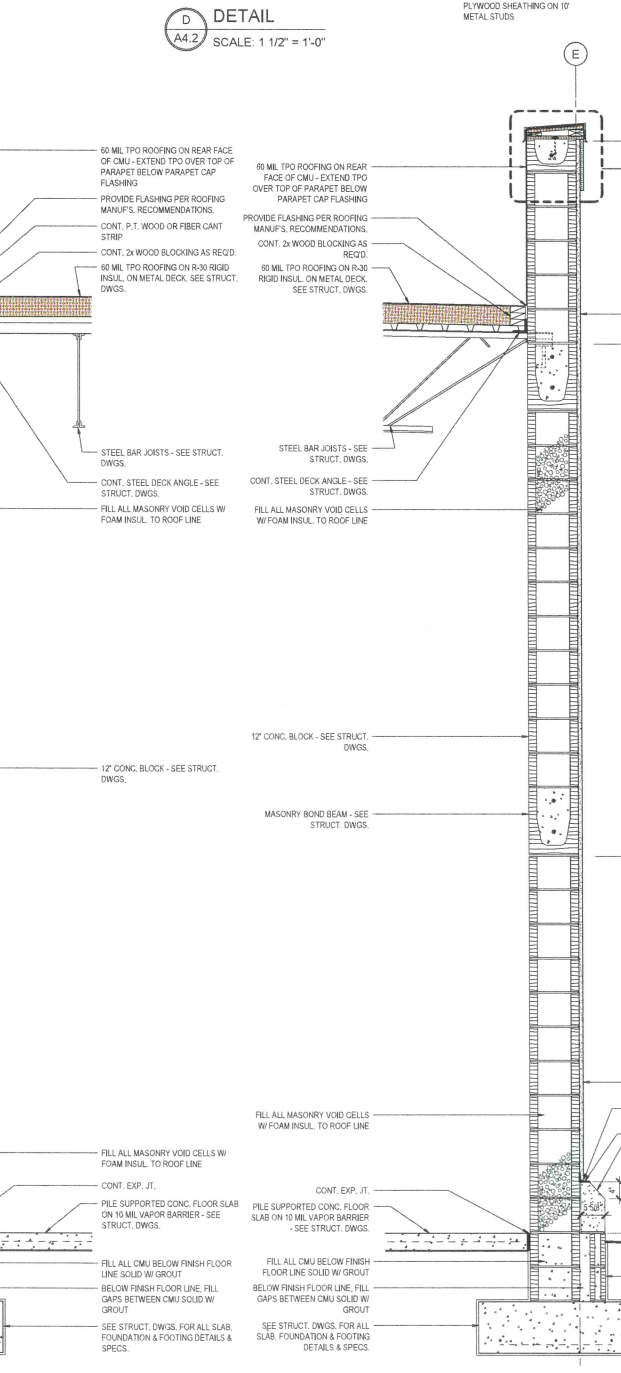 D
A4.2
DETAIL
SCALE: 1 1/2" = 1'-0"
PLYWOOD SHEATHING ON 10'
METAL STUDS
E
60 MIL TPO ROOFING ON REAR FACE
OF CMU - EXTEND TPO OVER TOP OF
PARAPET BELOW PARAPET CAP
FLASHING
PROVIDE FLASHING PER ROOFING
MANUF'S. RECOMMENDATIONS.
CONT. P.T. WOOD OR FIBER CANT
STRIP
CONT. 2x WOOD BLOCKING AS REQ'D.
60 MIL TPO ROOFING ON R-30 RIGID
INSUL. ON METAL DECK. SEE STRUCT.
DWGS.
STEEL BAR JOISTS - SEE STRUCT.
DWGS.
CONT. STEEL DECK ANGLE - SEE
STRUCT. DWGS.
FILL ALL MASONRY VOID CELLS W/
FOAM INSUL. TO ROOF LINE
12" CONC. BLOCK - SEE STRUCT.
DWGS.
FILL ALL MASONRY VOID CELLS W/
FOAM INSUL. TO ROOF LINE
CONT. EXP. JT.
PILE SUPPORTED CONC. FLOOR SLAB
ON 10 MIL VAPOR BARRIER - SEE
STRUCT. DWGS.
FILL ALL CMU BELOW FINISH FLOOR
LINE SOLID W/ GROUT
BELOW FINISH FLOOR LINE, FILL
GAPS BETWEEN CMU SOLID W/
GROUT
SEE STRUCT. DWGS. FOR ALL SLAB,
FOUNDATION & FOOTING DETAILS &
SPECS.
60 MIL TPO ROOFING ON REAR
FACE OF CMU - EXTEND TPO
OVER TOP OF PARAPET BELOW
PARAPET CAP FLASHING
PROVIDE FLASHING PER ROOFING
MANUF'S. RECOMMENDATIONS.
CONT. 2x WOOD BLOCKING AS
REQ'D.
60 MIL TPO ROOFING ON R-30
RIGID INSUL. ON METAL DECK.
SEE STRUCT. DWGS.
STEEL BAR JOISTS - SEE
STRUCT. DWGS.
CONT. STEEL DECK ANGLE - SEE
STRUCT. DWGS.
FILL ALL MASONRY VOID CELLS
W/ FOAM INSUL. TO ROOF LINE
12" CONC. BLOCK - SEE STRUCT.
DWGS.
MASONRY BOND BEAM - SEE
STRUCT. DWGS.
FILL ALL MASONRY VOID CELLS
W/ FOAM INSUL. TO ROOF LINE
CONT. EXP. JT.
PILE SUPPORTED CONC. FLOOR
SLAB ON 10 MIL VAPOR BARRIER
- SEE STRUCT. DWGS.
FILL ALL CMU BELOW FINISH
FLOOR LINE SOLID W/ GROUT
BELOW FINISH FLOOR LINE, FILL
GAPS BETWEEN CMU SOLID W/
GROUT
SEE STRUCT. DWGS. FOR ALL
SLAB, FOUNDATION & FOOTING
DETAILS & SPECS.
4"
5 5/8"